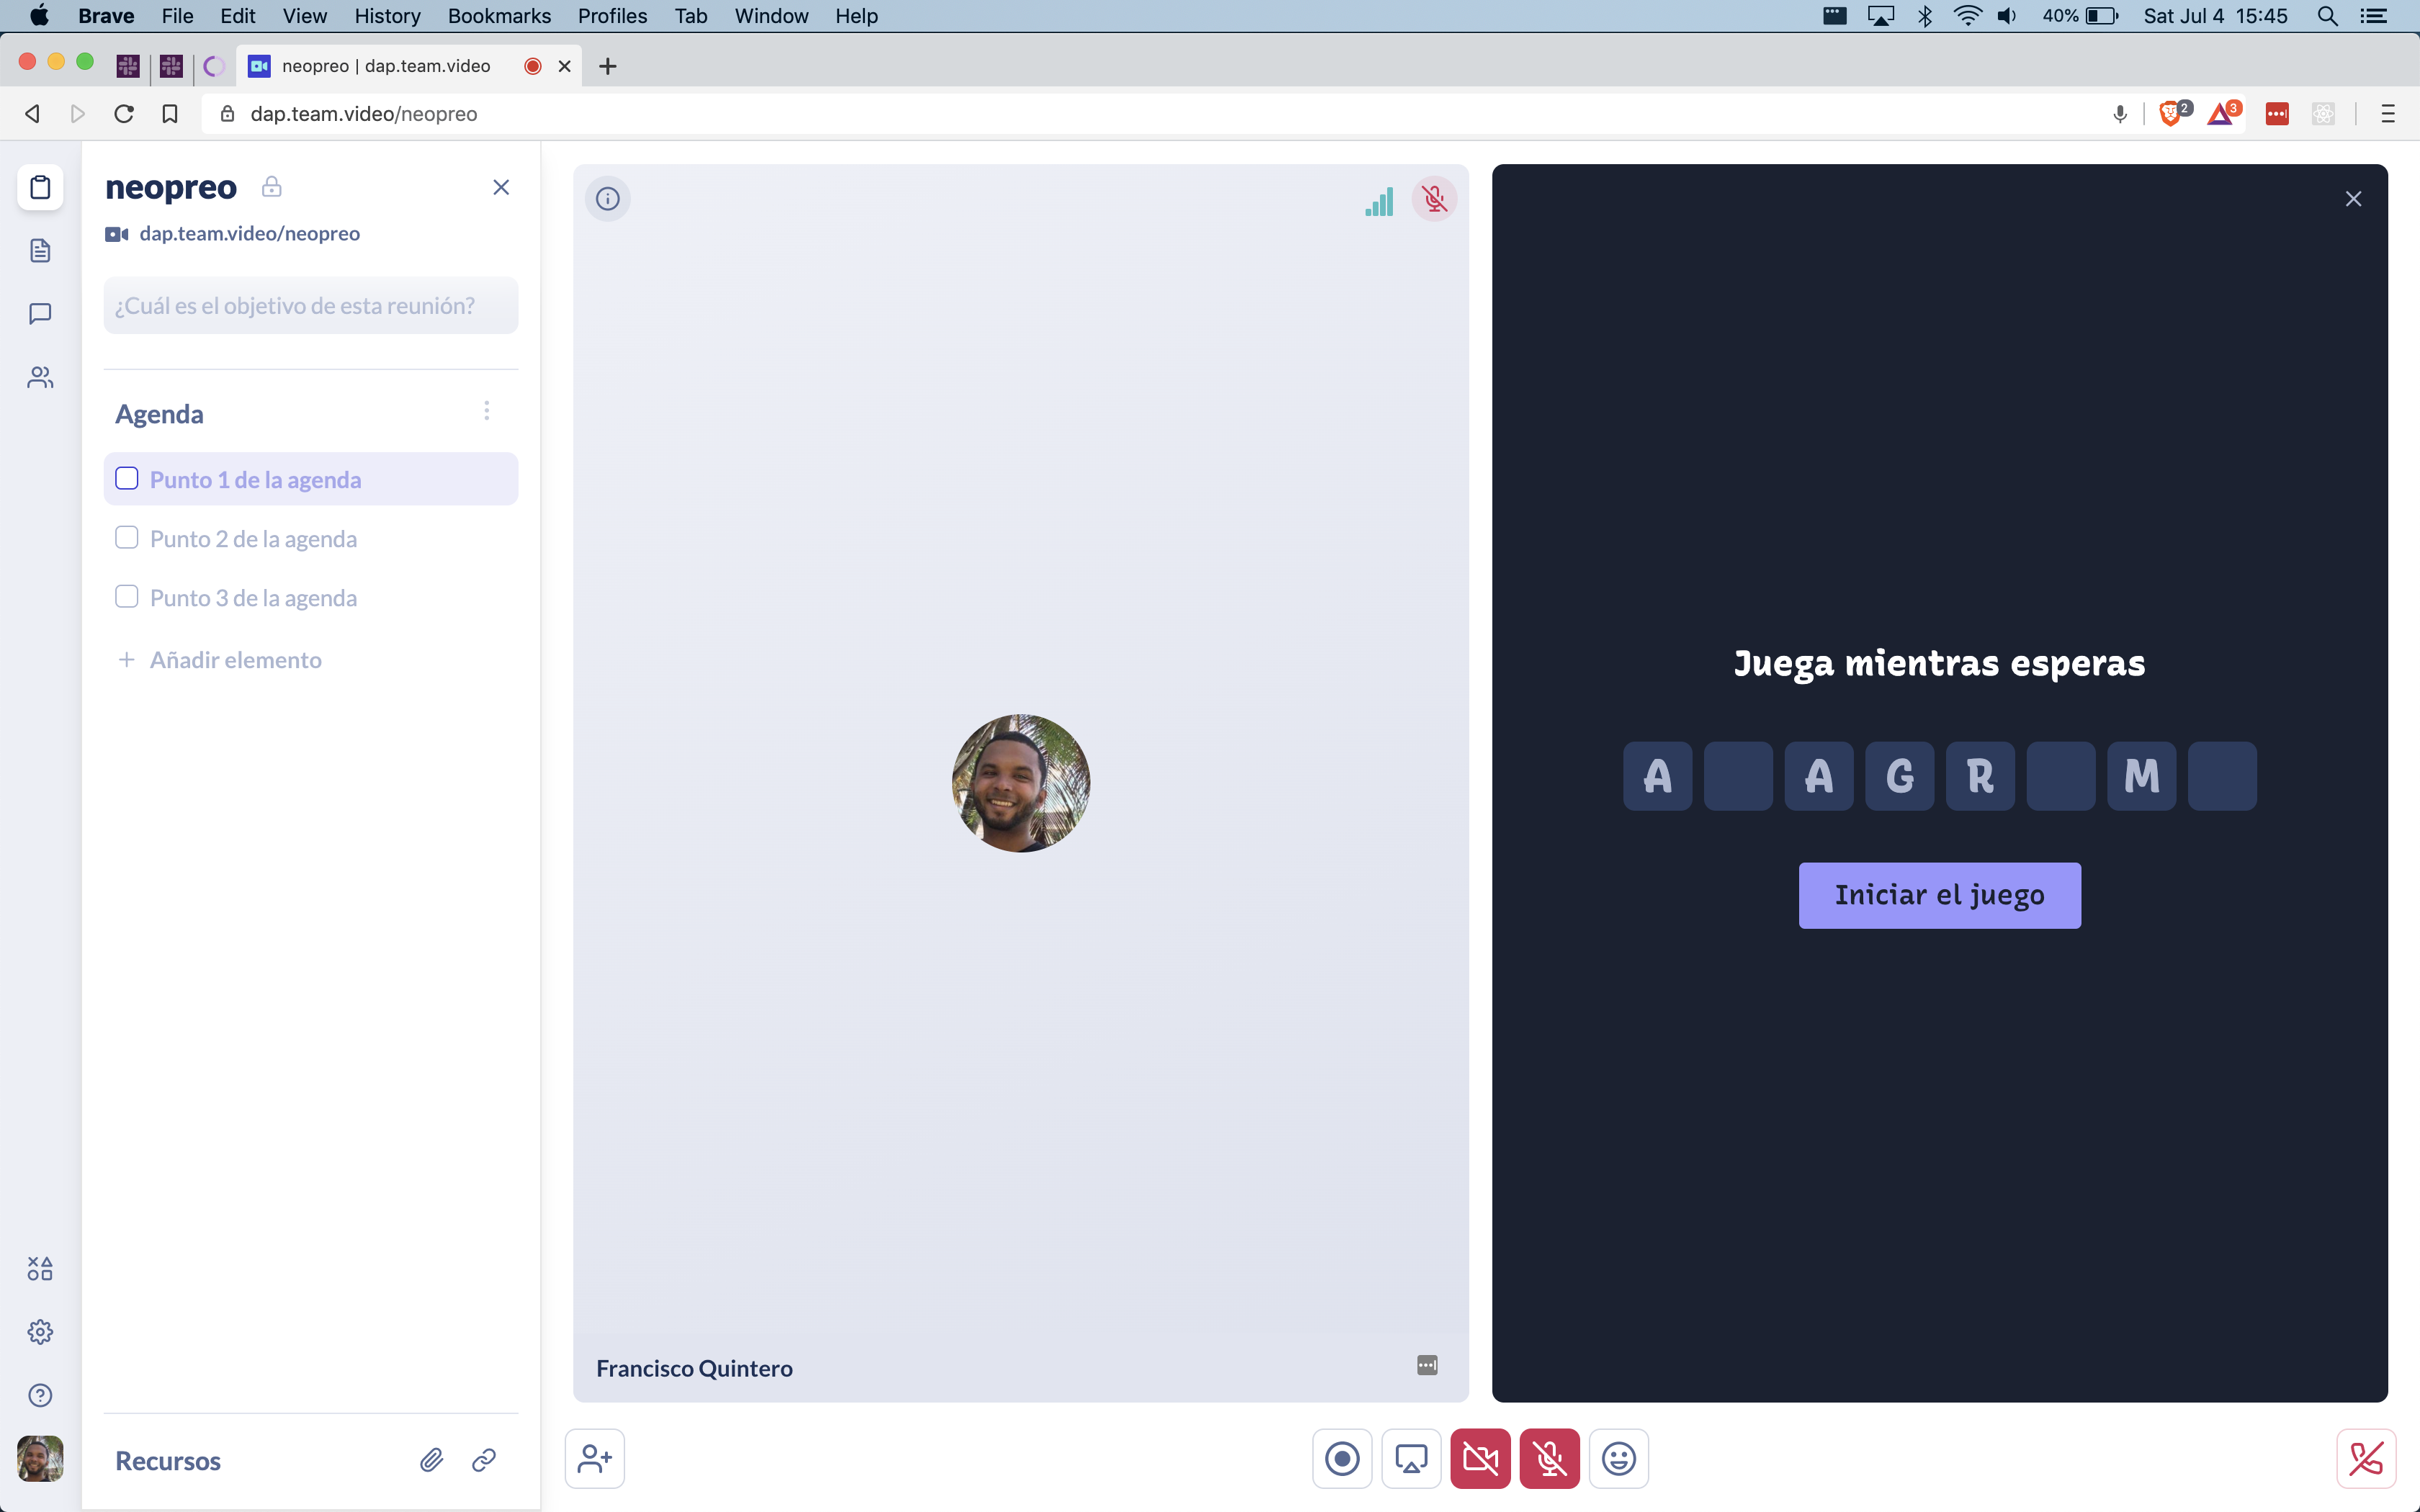 Brave File Edit View History Bookmarks Profiles Tab Window Help 40% Sat Jul 4 15:45
neopreo | dap.team.video
dap.team.video/neopreo 2 3
neopreo
dap.team.video/neopreo
¿Cuál es el objetivo de esta reunión?
Agenda
Punto 1 de la agenda
Punto 2 de la agenda
Punto 3 de la agenda
+ Añadir elemento
Recursos
Francisco Quintero
Juega mientras esperas
A A G R M
Iniciar el juego